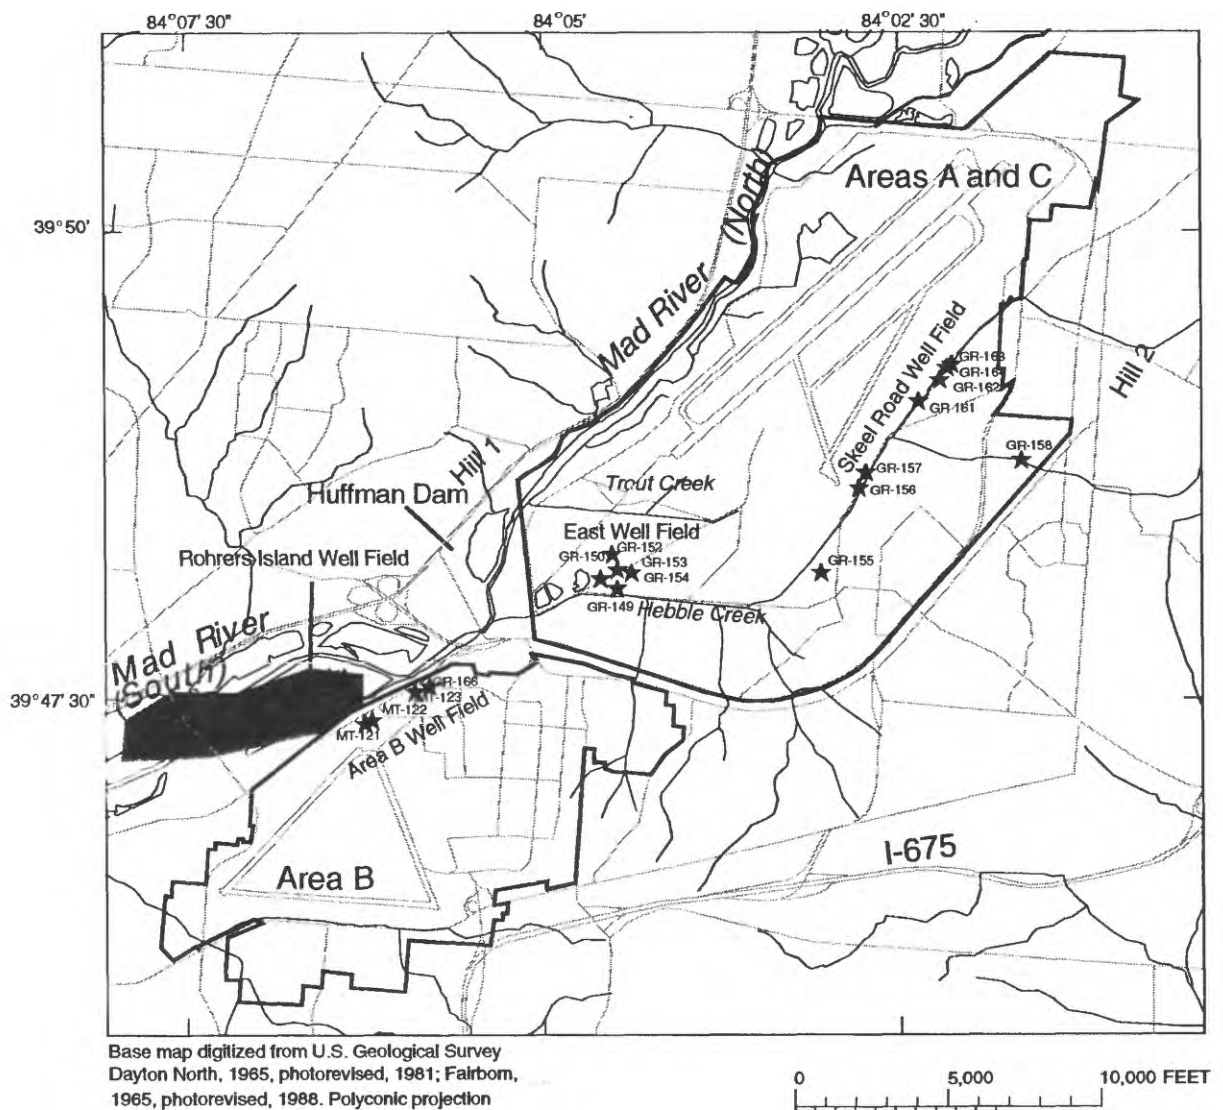 84°07' 30"
84°05'
84°02' 30"
Areas A and C
(North)
39°50'
Mad River
Skeel Road Well Field
GR-163
GR-164
GR-162
GR-161
Hill 2
Hill 1
GR-158
GR-157
GR-156
Huffman Dam
Trout Creek
East Well Field
Rohrers Island Well Field
GR-150
GR-152
GR-153
GR-154
GR-155
GR-149
Hebble Creek
Mad River
(South)
39°47' 30"
GR-166
MT-123
MT-122
MT-121
Area B Well Field
I-675
Area B
Base map digitized from U.S. Geological Survey
Dayton North, 1965, photorevised, 1981; Fairborn,
1965, photorevised, 1988. Polyconic projection
0 5,000 10,000 FEET